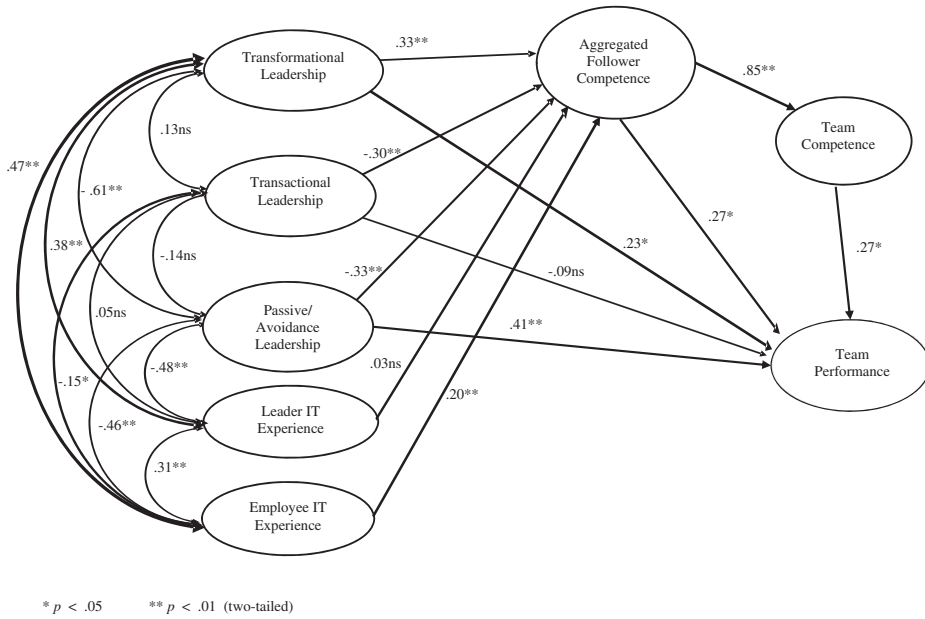 Transformational
Leadership
.33**
Aggregated
Follower
Competence
.85**
Team
Competence
.13ns
.47**
- .61**
-.30**
Transactional
Leadership
.27*
.23*
.38**
-.14ns
-.33**
-.09ns
.27*
.05ns
Passive/
Avoidance
Leadership
.41**
Team
Performance
-.48**
.03ns
-.15*
.20**
Leader IT
Experience
-.46**
.31**
Employee IT
Experience
* p < .05 ** p < .01 (two-tailed)